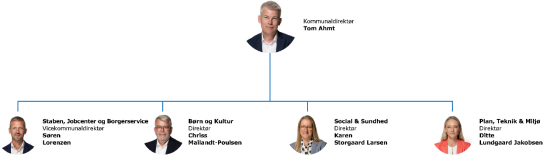 Kommunaldirektør
Tom Ahmt
Staben, Jobcenter og Borgerservice
Vicekommunaldirektør
Søren
Lorenzen
Børn og Kultur
Direktør
Chriss
Mailandt-Poulsen
Social & Sundhed
Direktør
Karen
Storgaard Larsen
Plan, Teknik & Miljø
Direktør
Ditte
Lundgaard Jakobsen